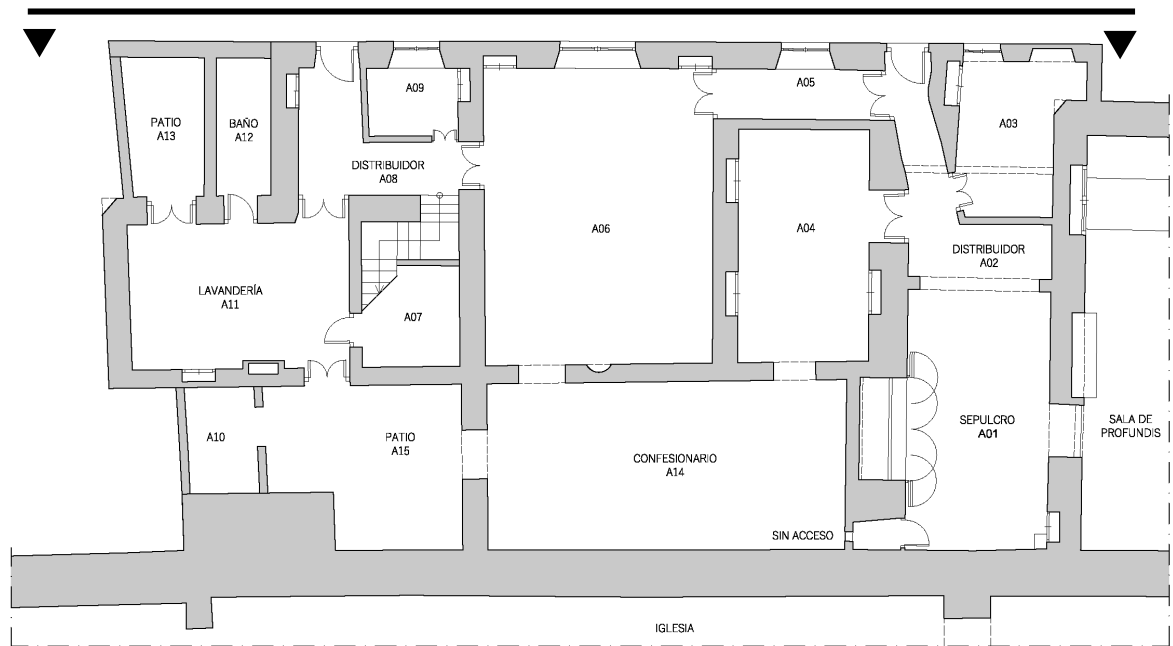 A05
A09
PATIO
A13
BAÑO
A12
A03
DISTRIBUIDOR
A08
A06
A04
DISTRIBUIDOR
A02
LAVANDERÍA
A11
A07
SEPULCRO
A01
SALA DE
PROFUNDIS
A10
PATIO
A15
CONFESIONARIO
A14
SIN ACCESO
IGLESIA